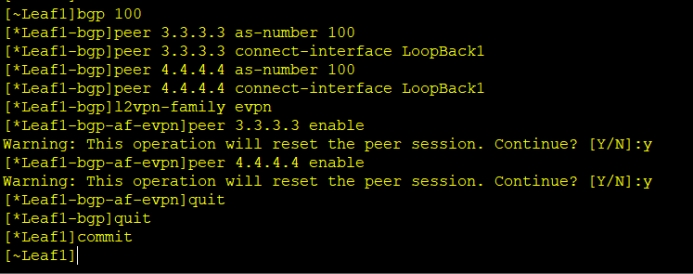 [~Leaf1]bgp 100
[*Leaf1-bgp]peer 3.3.3.3 as-number 100
[*Leaf1-bgp]peer 3.3.3.3 connect-interface LoopBack1
[*Leaf1-bgp]peer 4.4.4.4 as-number 100
[*Leaf1-bgp]peer 4.4.4.4 connect-interface LoopBack1
[*Leaf1-bgp]l2vpn-family evpn
[*Leaf1-bgp-af-evpn]peer 3.3.3.3 enable
Warning: This operation will reset the peer session. Continue? [Y/N]:y
[*Leaf1-bgp-af-evpn]peer 4.4.4.4 enable
Warning: This operation will reset the peer session. Continue? [Y/N]:y
[*Leaf1-bgp-af-evpn]quit
[*Leaf1-bgp]quit
[*Leaf1]commit
[~Leaf1]